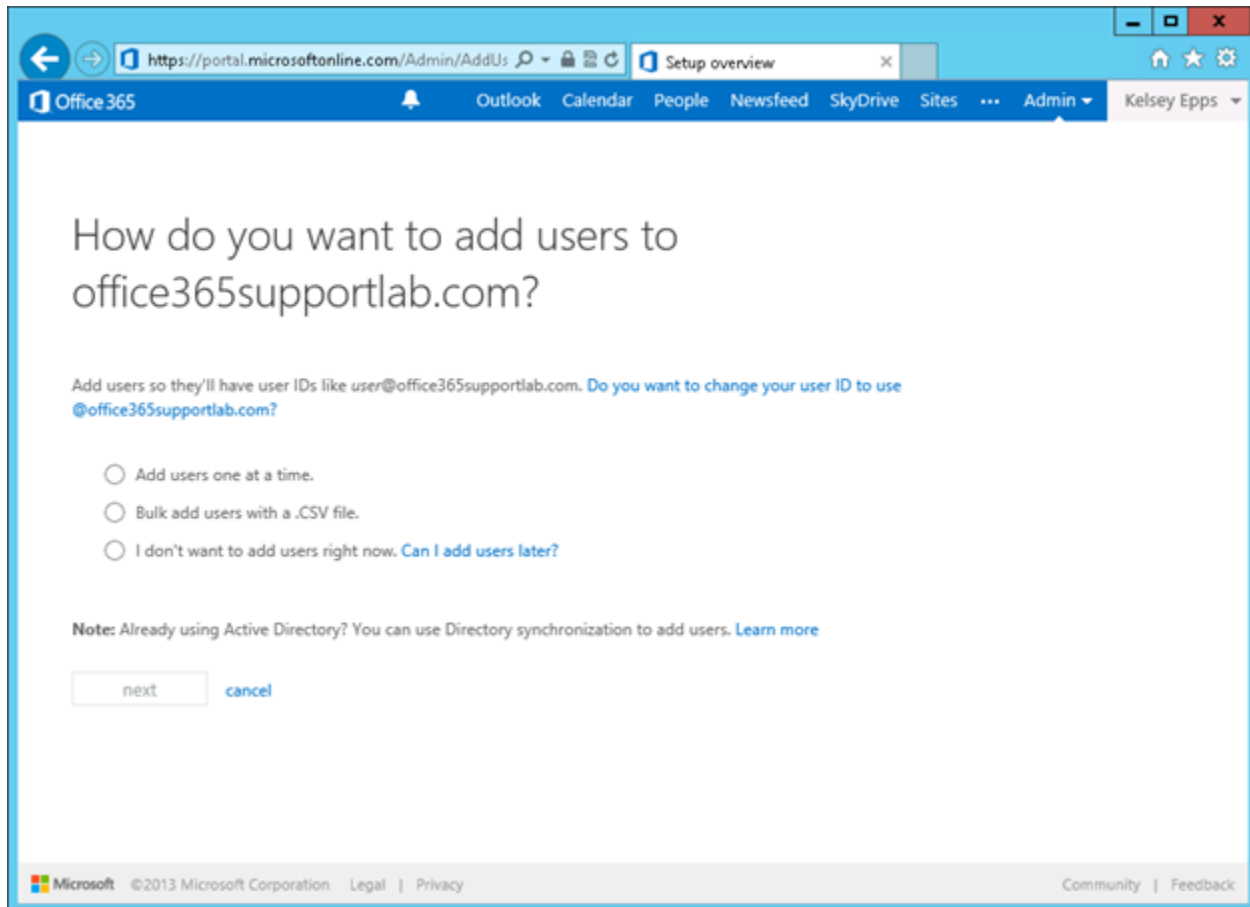 https://portal.microsoftonline.com/Admin/AddUs
Setup overview
Office 365 Outlook Calendar People Newsfeed SkyDrive Sites ... Admin Kelsey Epps
How do you want to add users to
office365supportlab.com?
Add users so they'll have user IDs like user@office365supportlab.com. Do you want to change your user ID to use
@office365supportlab.com?
Add users one at a time.
Bulk add users with a .CSV file.
I don't want to add users right now. Can I add users later?
Note: Already using Active Directory? You can use Directory synchronization to add users. Learn more
next cancel
Microsoft ©2013 Microsoft Corporation Legal | Privacy Community | Feedback